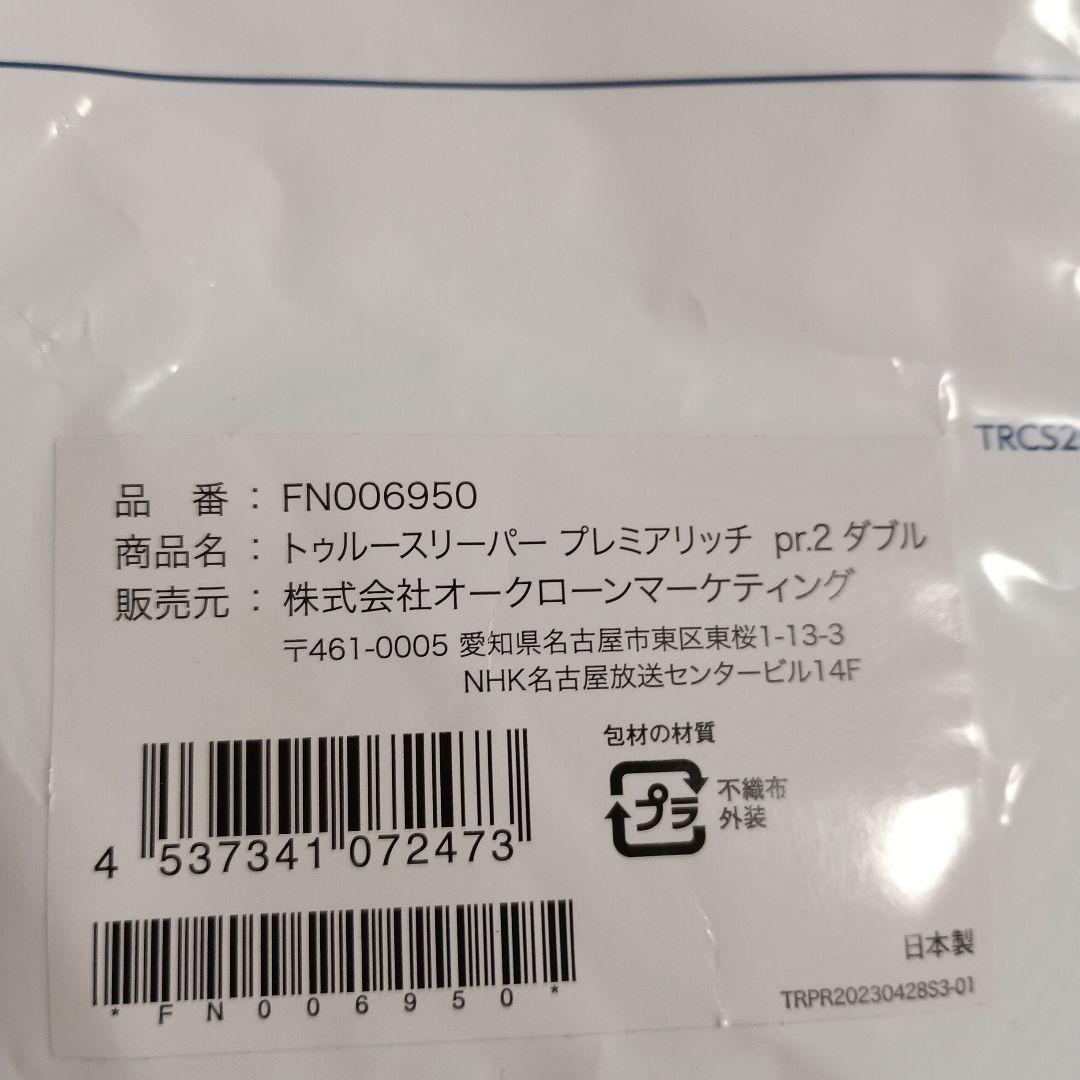 TRCS2
品　番 : FN006950
商品名 : トゥルースリーパー プレミアリッチ pr.2 ダブル
販売元 : 株式会社オークローンマーケティング
〒461-0005 愛知県名古屋市東区東桜1-13-3
NHK名古屋放送センタービル14F
包材の材質
プラ
不織布
外装
4 537341 072473
*FN006950*
日本製
TRPR20230428S3-01